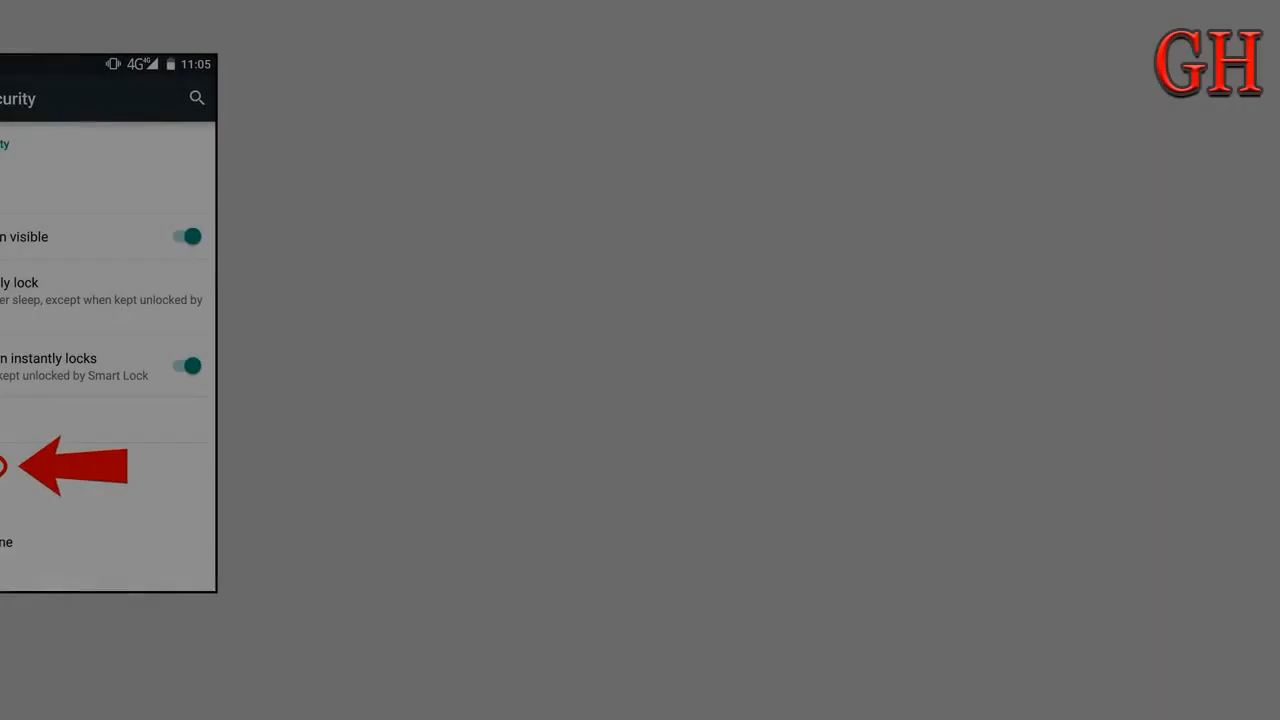 GH
4G 4G 11:05
curity
ty
n visible
ly lock
er sleep, except when kept unlocked by
n instantly locks
kept unlocked by Smart Lock
ne